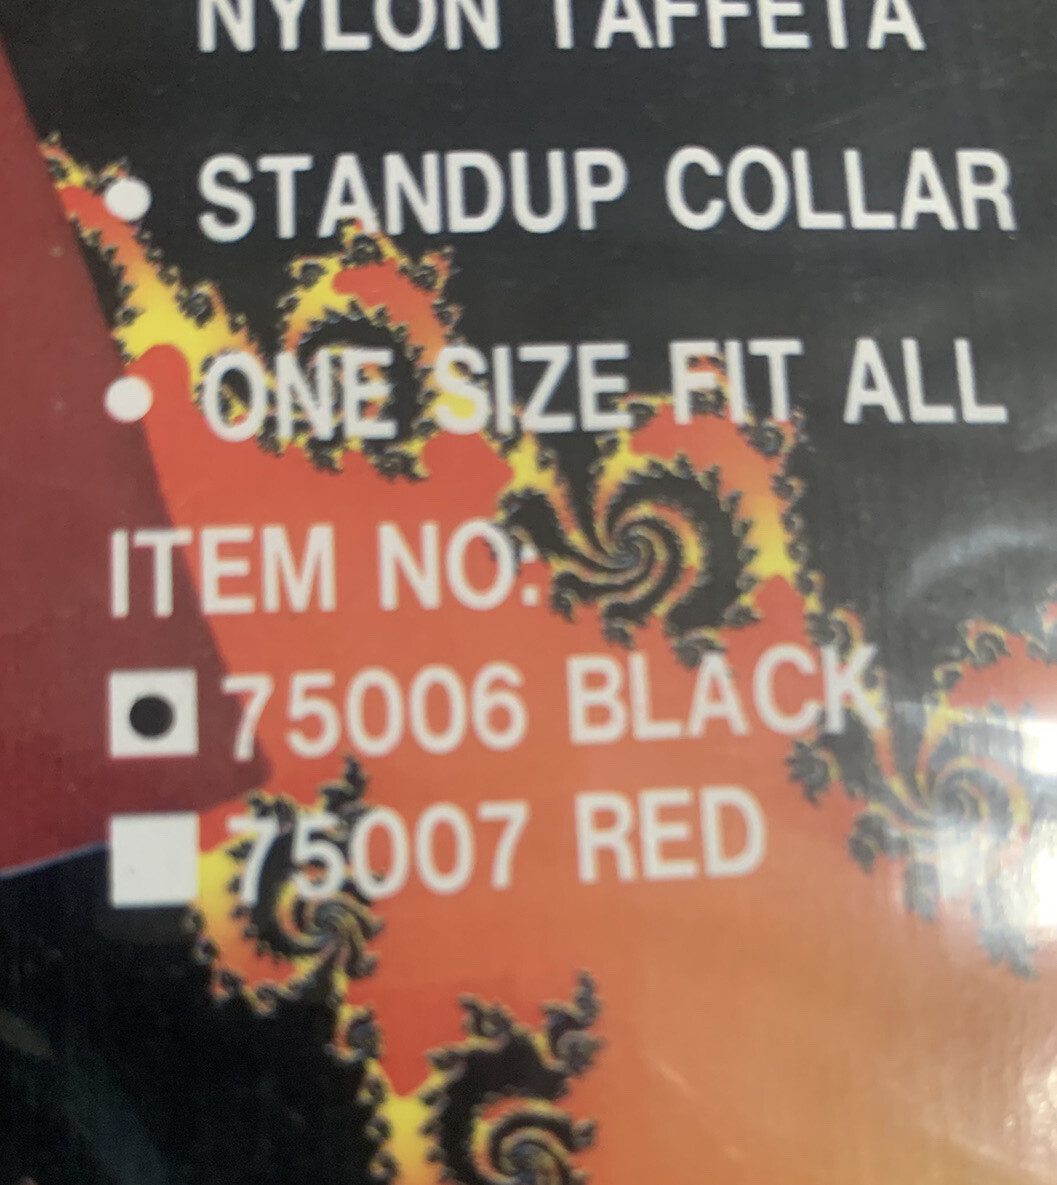 NYLON TAFFETA
• STANDUP COLLAR
• ONE SIZE FIT ALL
ITEM NO:
75006 BLACK
75007 RED